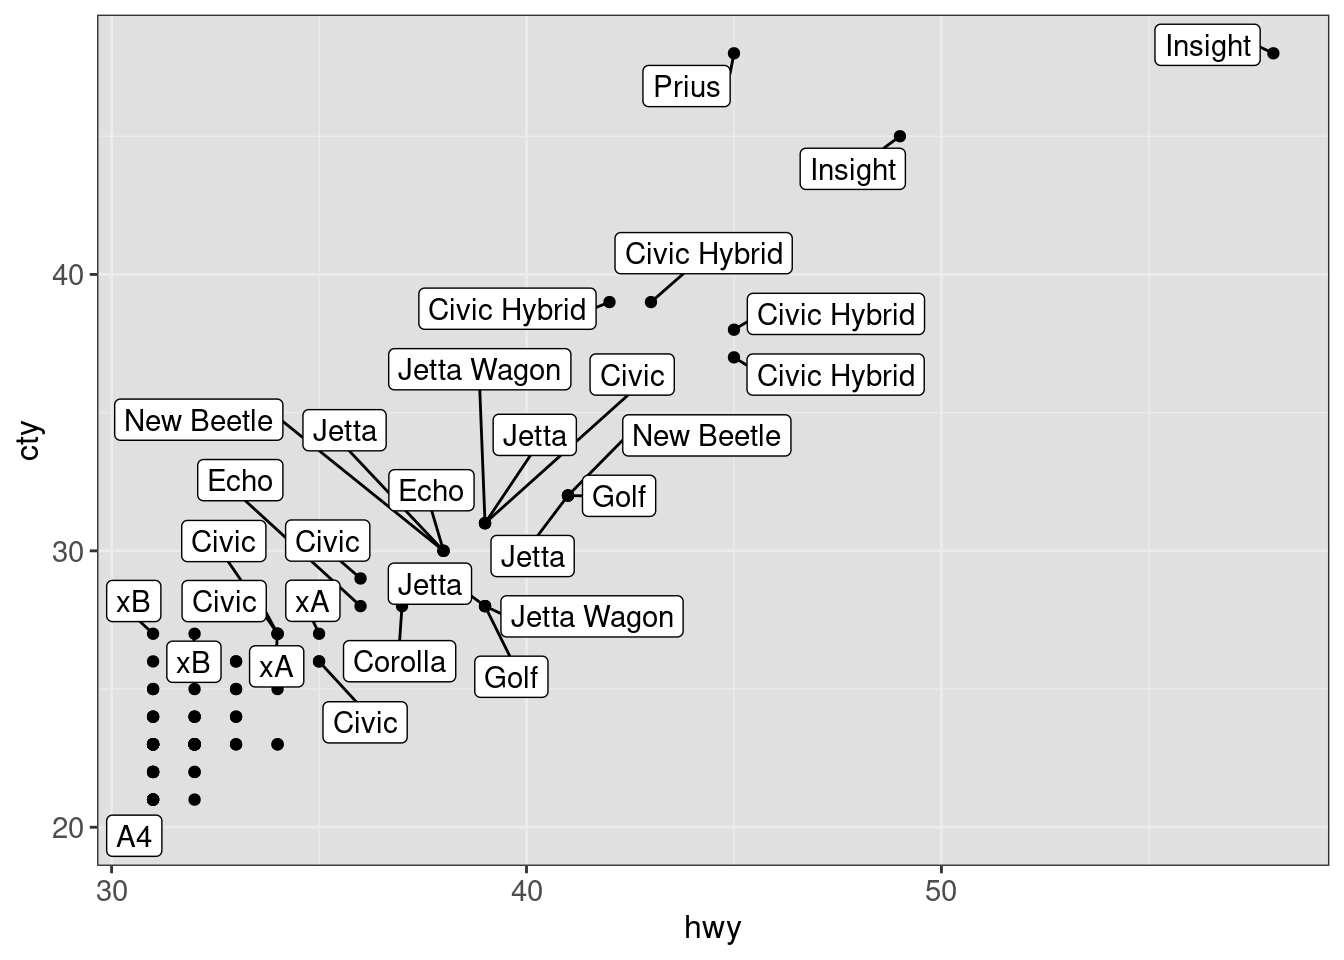 Insight
Prius
Insight
Civic Hybrid
Civic Hybrid
Civic Hybrid
Jetta Wagon
Civic
Civic Hybrid
New Beetle
Jetta
Jetta
New Beetle
Echo
Echo
Golf
Civic
Civic
Jetta
Jetta
xB
Civic
xA
Jetta Wagon
xB
xA
Corolla
Golf
Civic
A4
40
30
20
cty
30
40
50
hwy